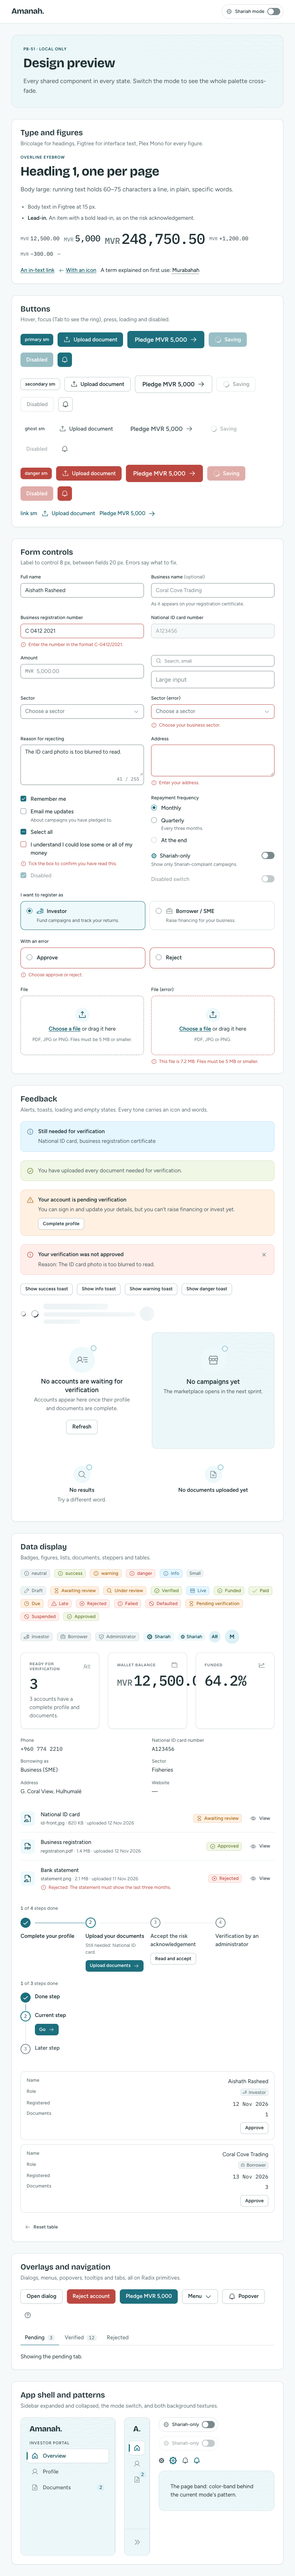 Amanah.
Shariah mode
PB-51 · LOCAL ONLY
Design preview
Every shared component in every state. Switch the mode to see the whole palette cross-
fade.
Type and figures
Bricolage for headings, Figtree for interface text, Plex Mono for every figure.
OVERLINE EYEBROW
Heading 1, one per page
Body large: running text holds 60–75 characters a line, in plain, specific words.
Body text in Figtree at 15 px.
Lead-in. An item with a bold lead-in, as on the risk acknowledgement.
MVR 12,500.00 MVR 5,000 MVR 248,750.50 MVR +1,200.00
MVR −300.00 —
An in-text link ← With an icon A term explained on first use: Murabahah
Buttons
Hover, focus (Tab to see the ring), press, loading and disabled.
primary sm Upload document Pledge MVR 5,000 → Saving
Disabled
secondary sm Upload document Pledge MVR 5,000 → Saving
Disabled
ghost sm Upload document Pledge MVR 5,000 → Saving
Disabled
danger sm Upload document Pledge MVR 5,000 → Saving
Disabled
link sm Upload document Pledge MVR 5,000 →
Form controls
Label to control 8 px, between fields 20 px. Errors say what to fix.
Full name
Aishath Rasheed
Business name (optional)
Coral Cove Trading
As it appears on your registration certificate.
Business registration number
C 0412 2021
Enter the number in the format C-0412/2021.
National ID card number
A123456
Amount
MVR 5,000.00
Search, small
Large input
Sector
Choose a sector
Sector (error)
Choose a sector
Choose your business sector.
Reason for rejecting
The ID card photo is too blurred to read.
41 / 255
Address
Enter your address.
Remember me
Email me updates
About campaigns you have pledged to.
Select all
I understand I could lose some or all of my
money
Tick the box to confirm you have read this.
Disabled
Repayment frequency
Monthly
Quarterly
Every three months.
At the end
Shariah-only
Show only Shariah-compliant campaigns.
Disabled switch
I want to register as
Investor
Fund campaigns and track your returns.
Borrower / SME
Raise financing for your business.
With an error
Approve
Reject
Choose approve or reject.
File
Choose a file or drag it here
PDF, JPG or PNG. Files must be 5 MB or smaller.
File (error)
Choose a file or drag it here
PDF, JPG or PNG.
This file is 7.2 MB. Files must be 5 MB or smaller.
Feedback
Alerts, toasts, loading and empty states. Every tone carries an icon and words.
Still needed for verification
National ID card, business registration certificate
You have uploaded every document needed for verification.
Your account is pending verification
You can sign in and update your details, but you can't raise financing or invest yet.
Complete profile
Your verification was not approved
Reason: The ID card photo is too blurred to read.
Show success toast Show info toast Show warning toast Show danger toast
No accounts are waiting for
verification
Accounts appear here once their profile
and documents are complete.
Refresh
No campaigns yet
The marketplace opens in the next sprint.
No results
Try a different word.
No documents uploaded yet
Data display
Badges, figures, lists, documents, steppers and tables.
neutral success warning danger info Small
Draft Awaiting review Under review Verified Live Funded Paid
Due Late Rejected Failed Defaulted Pending verification
Suspended Approved
Investor Borrower Administrator Shariah Shariah AR M
READY FOR
VERIFICATION
3
3 accounts have a
complete profile and
documents.
WALLET BALANCE
MVR 12,500.0
FUNDED
64.2%
Phone
+960 774 2210
National ID card number
A123456
Borrowing as
Business (SME)
Sector
Fisheries
Address
G. Coral View, Hulhumalé
Website
—
National ID card
id-front.jpg · 820 KB · uploaded 12 Nov 2026
Awaiting review View
Business registration
registration.pdf · 1.4 MB · uploaded 12 Nov 2026
Approved View
Bank statement
statement.png · 2.1 MB · uploaded 11 Nov 2026
Rejected: The statement must show the last three months.
Rejected View
1 of 4 steps done
2 3 4
Complete your profile
Upload your documents
Still needed: National ID
card.
Upload documents →
Accept the risk
acknowledgement
Read and accept
Verification by an
administrator
1 of 3 steps done
Done step
2 Current step
Go →
3 Later step
Name Aishath Rasheed
Role Investor
Registered 12 Nov 2026
Documents 1
Approve
Name Coral Cove Trading
Role Borrower
Registered 13 Nov 2026
Documents 3
Approve
← Reset table
Overlays and navigation
Dialogs, menus, popovers, tooltips and tabs, all on Radix primitives.
Open dialog Reject account Pledge MVR 5,000 Menu Popover
Pending 3 Verified 12 Rejected
Showing the pending tab.
App shell and patterns
Sidebar expanded and collapsed, the mode switch, and both background textures.
Amanah.
INVESTOR PORTAL
Overview
Profile
Documents 2
A.
2
Shariah-only
Shariah-only
The page band: color-band behind
the current mode's pattern.